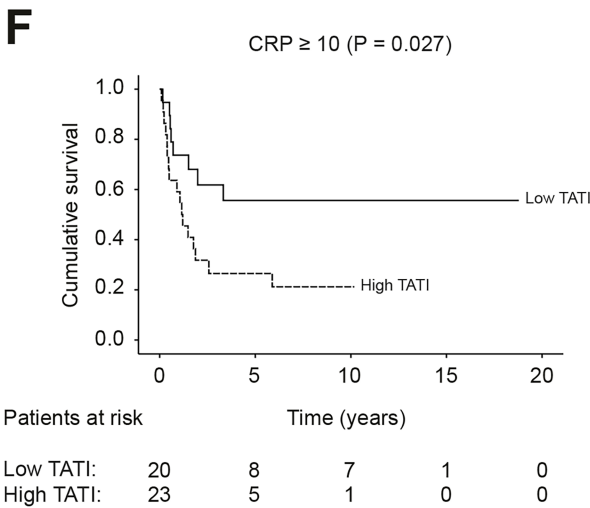 F
CRP ≥ 10 (P = 0.027)
Cumulative survival
1.0
0.8
0.6
0.4
0.2
0.0
Low TATI
High TATI
0 5 10 15 20
Patients at risk Time (years)
Low TATI: 20 8 7 1 0
High TATI: 23 5 1 0 0